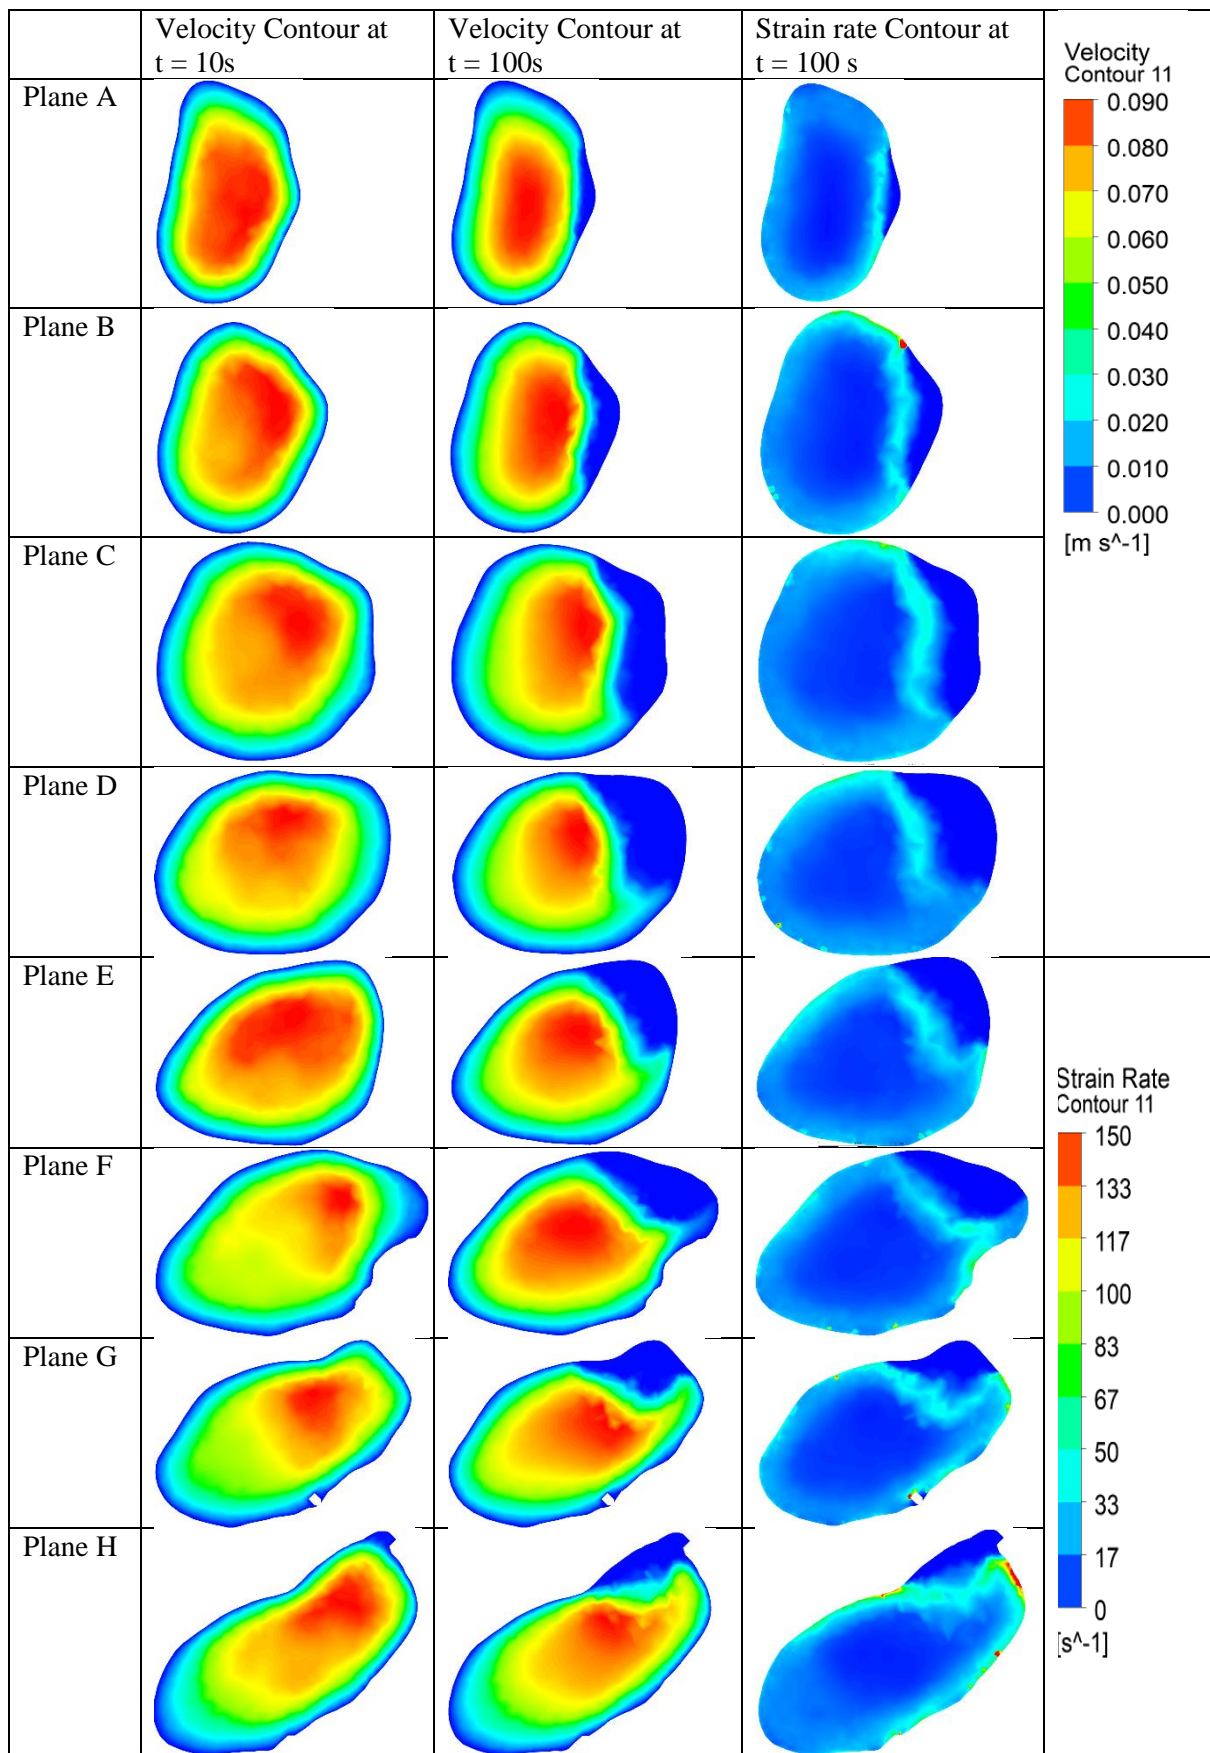 Velocity Contour at
t = 10s
Velocity Contour at
t = 100s
Strain rate Contour at
t = 100 s
Velocity
Contour 11
0.090
0.080
0.070
0.060
0.050
0.040
0.030
0.020
0.010
0.000
[m s^-1]
Plane A
Plane B
Plane C
Plane D
Plane E
Plane F
Plane G
Plane H
Strain Rate
Contour 11
150
133
117
100
83
67
50
33
17
0
[s^-1]